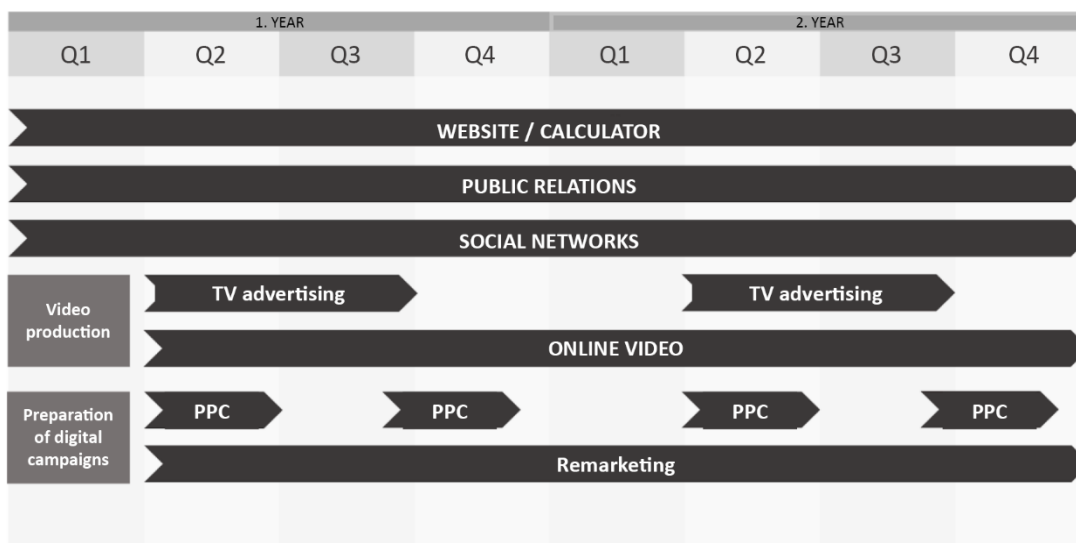 1. YEAR
2. YEAR
Q1
Q2
Q3
Q4
Q1
Q2
Q3
Q4
WEBSITE / CALCULATOR
PUBLIC RELATIONS
SOCIAL NETWORKS
Video
production
TV advertising
TV advertising
ONLINE VIDEO
Preparation
of digital
campaigns
PPC
PPC
PPC
PPC
Remarketing